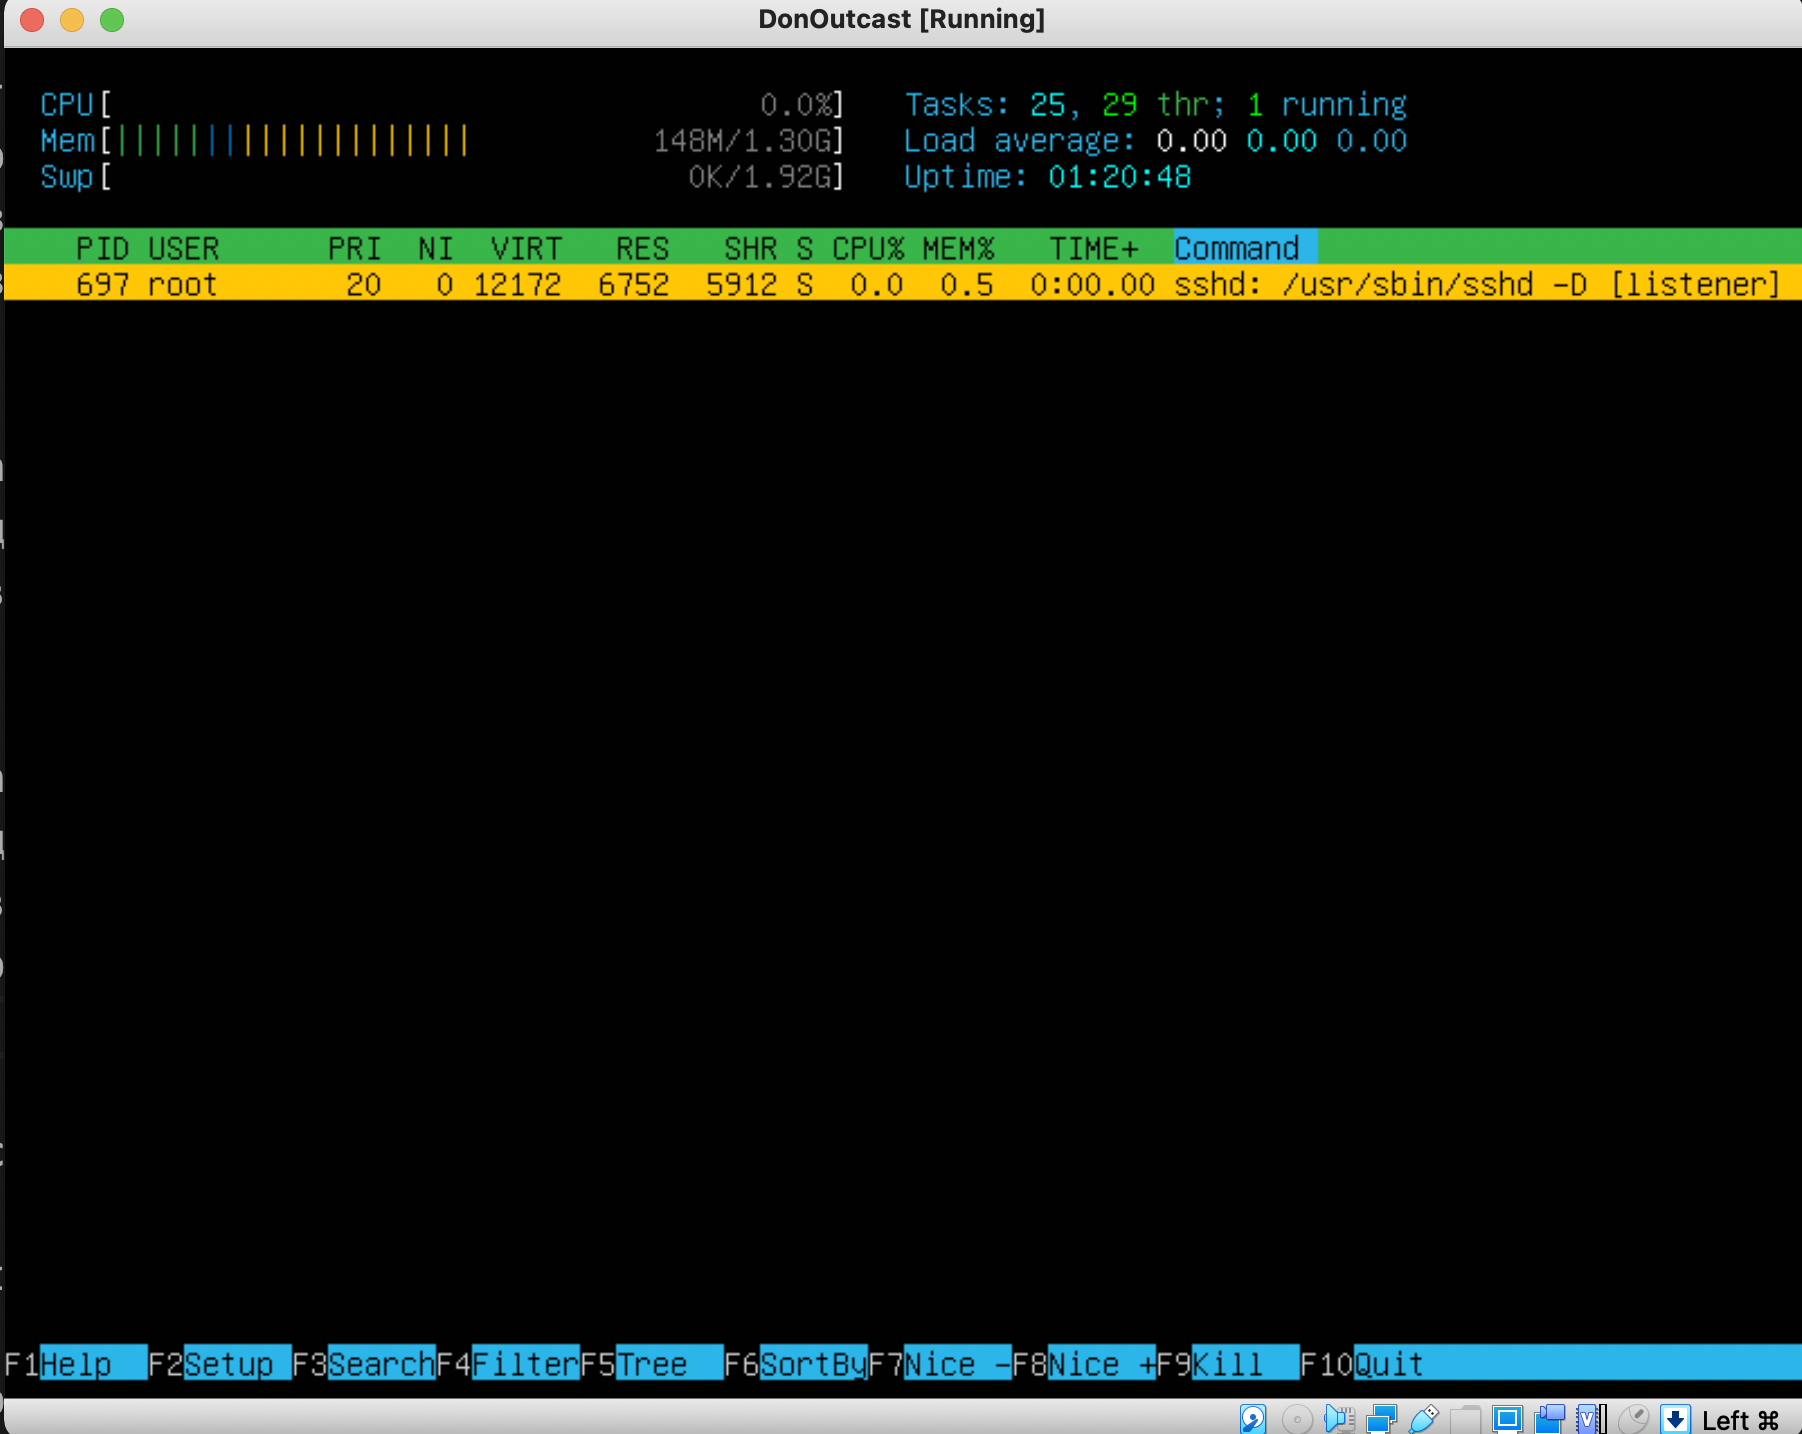 DonOutcast [Running]
CPU[ 0.0%] Tasks: 25, 29 thr; 1 running
Mem[|||||||||||||||||||| 148M/1.30G] Load average: 0.00 0.00 0.00
Swp[ 0K/1.92G] Uptime: 01:20:48
PID USER PRI NI VIRT RES SHR S CPU% MEM% TIME+ Command
697 root 20 0 12172 6752 5912 S 0.0 0.5 0:00.00 sshd: /usr/sbin/sshd -D [listener]
F1Help F2Setup F3SearchF4FilterF5Tree F6SortByF7Nice -F8Nice +F9Kill F10Quit
Left ⌘